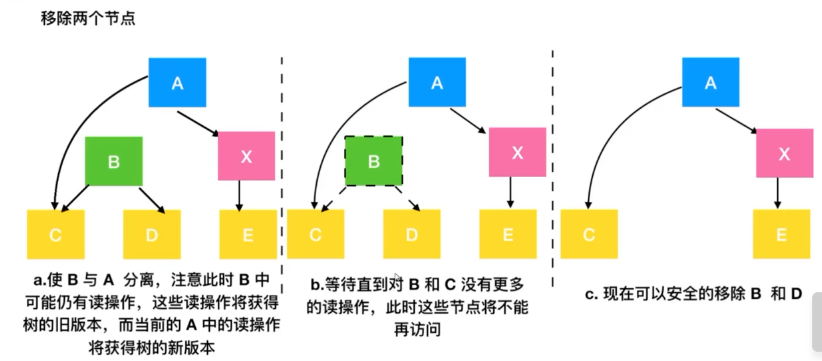 移除两个节点
A
B
X
C
D
E
a.使 B 与 A 分离，注意此时 B 中
可能仍有读操作，这些读操作将获得
树的旧版本，而当前的 A 中的读操作
将获得树的新版本
A
B
X
C
D
E
b.等待直到对 B 和 C 没有更多
的读操作，此时这些节点将不能
再访问
A
X
C
E
c. 现在可以安全的移除 B 和 D